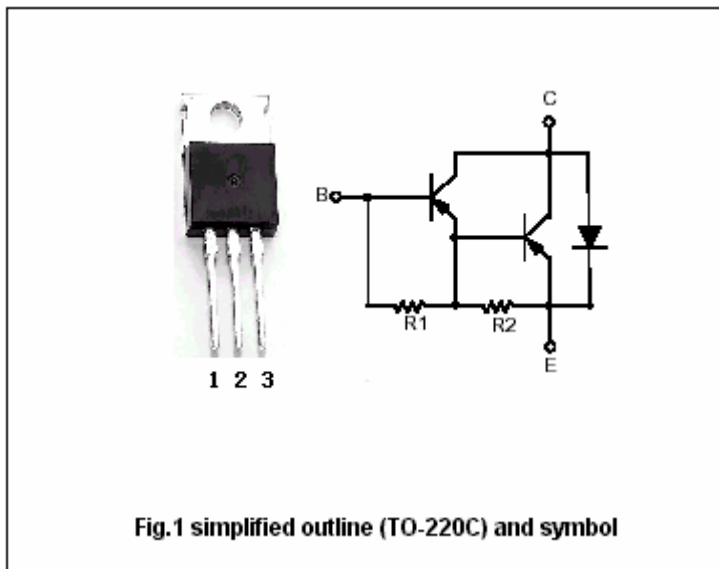 C
B
R1
R2
E
1 2 3
Fig.1 simplified outline (TO-220C) and symbol